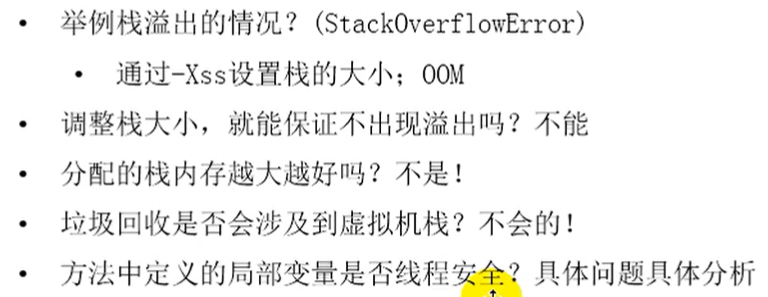 • 举例栈溢出的情况？(StackOverflowError)
• 通过-Xss设置栈的大小；OOM
• 调整栈大小，就能保证不出现溢出吗？不能
• 分配的栈内存越大越好吗？不是！
• 垃圾回收是否会涉及到虚拟机栈？不会的！
• 方法中定义的局部变量是否线程安全？具体问题具体分析